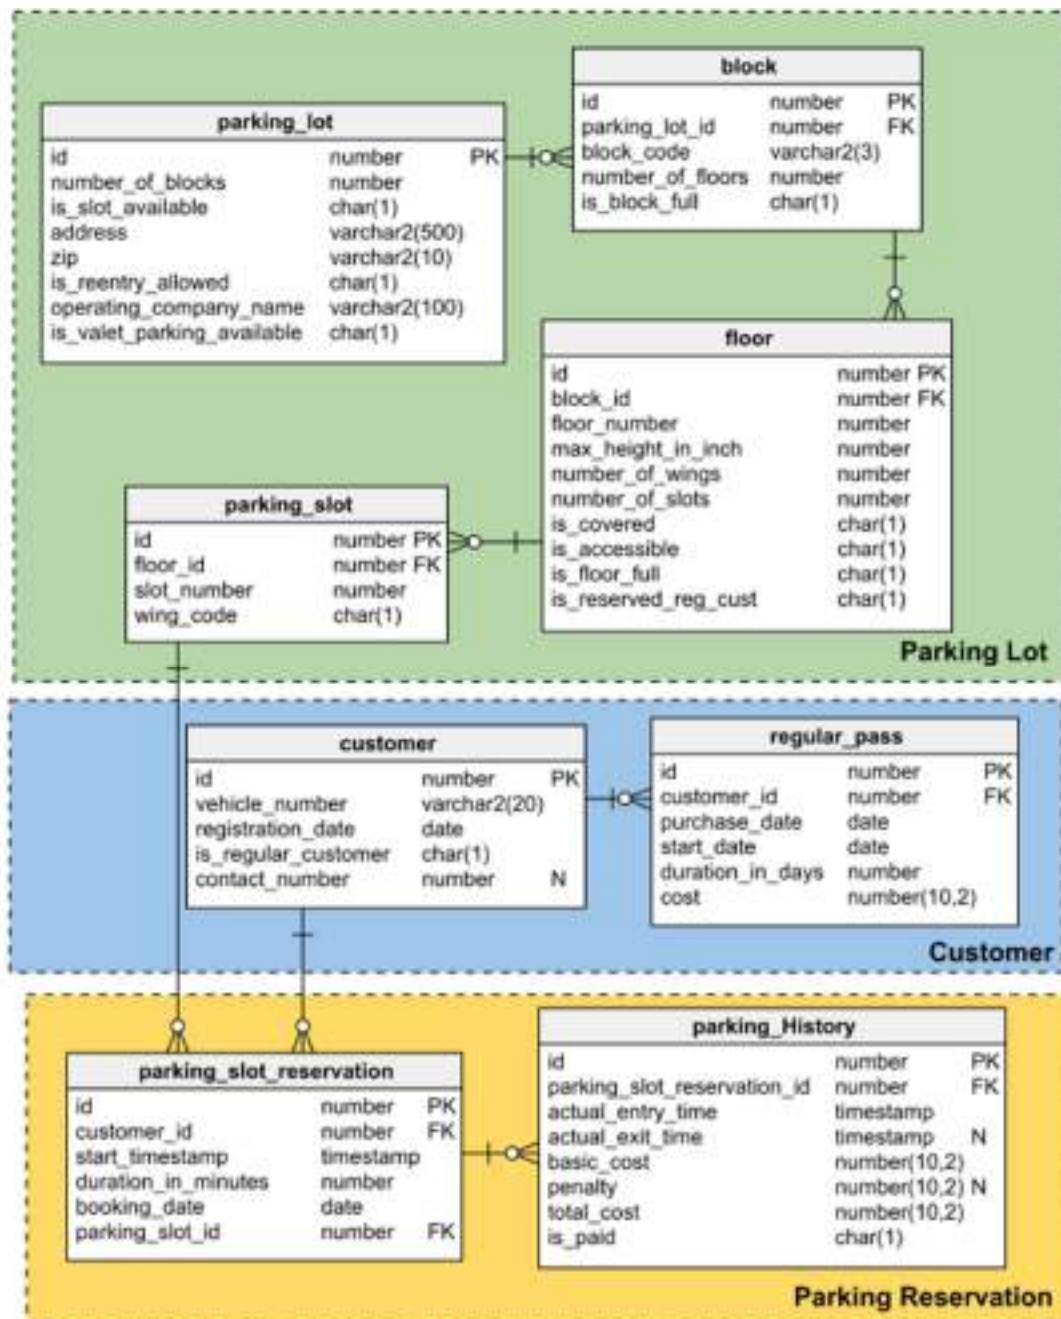 block
id number PK
parking_lot_id number FK
block_code varchar2(3)
number_of_floors number
is_block_full char(1)
parking_lot
id number PK
number_of_blocks number
is_slot_available char(1)
address varchar2(500)
zip varchar2(10)
is_reentry_allowed char(1)
operating_company_name varchar2(100)
is_valet_parking_available char(1)
floor
id number PK
block_id number FK
floor_number number
max_height_in_inch number
number_of_wings number
number_of_slots number
is_covered char(1)
is_accessible char(1)
is_floor_full char(1)
is_reserved_reg_cust char(1)
parking_slot
id number PK
floor_id number FK
slot_number number
wing_code char(1)
Parking Lot
customer
id number PK
vehicle_number varchar2(20)
registration_date date
is_regular_customer char(1)
contact_number number N
regular_pass
id number PK
customer_id number FK
purchase_date date
start_date date
duration_in_days number
cost number(10,2)
Customer
parking_slot_reservation
id number PK
customer_id number FK
start_timestamp timestamp
duration_in_minutes number
booking_date date
parking_slot_id number FK
parking_History
id number PK
parking_slot_reservation_id number FK
actual_entry_time timestamp
actual_exit_time timestamp N
basic_cost number(10,2)
penalty number(10,2) N
total_cost number(10,2)
is_paid char(1)
Parking Reservation